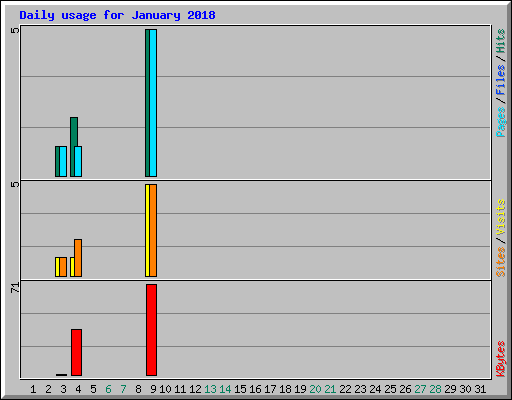 Daily usage for January 2018
5
Pages / Files / Hits
5
Sites / Visits
71
KBytes
1 2 3 4 5 6 7 8 9 10 11 12 13 14 15 16 17 18 19 20 21 22 23 24 25 26 27 28 29 30 31